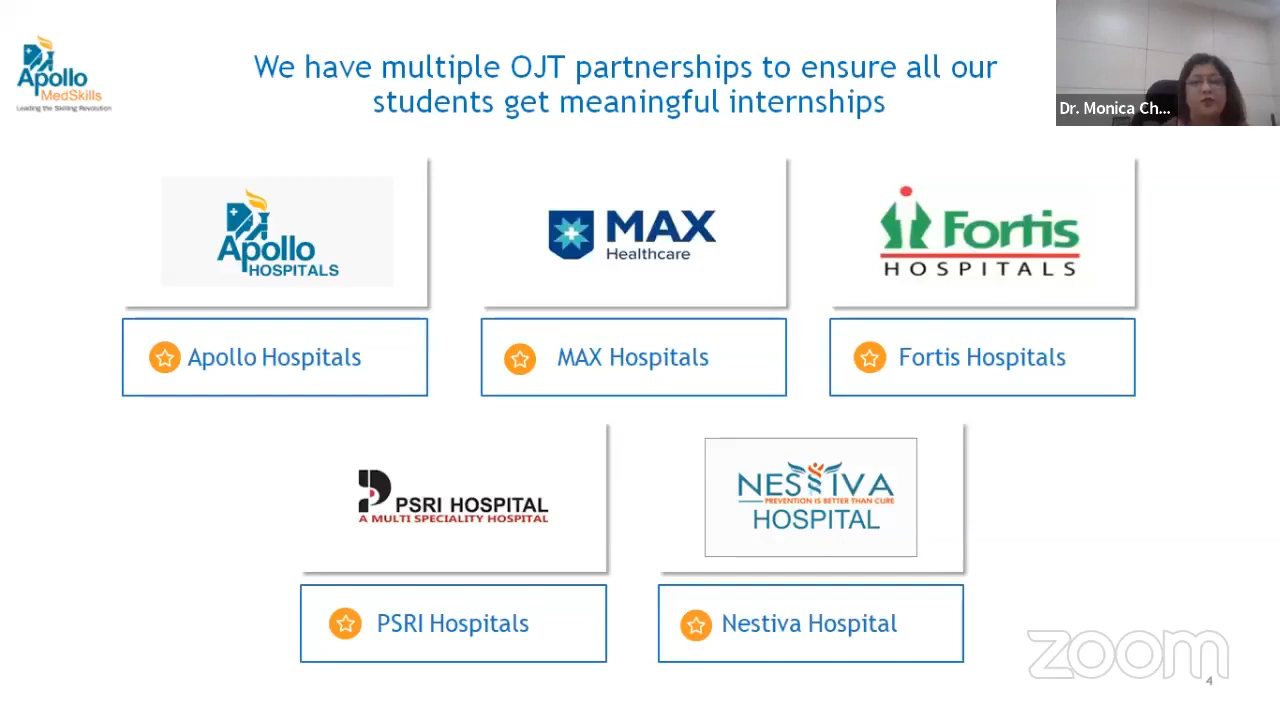 Apollo
MedSkills
Leading the Skilling Revolution
We have multiple OJT partnerships to ensure all our
students get meaningful internships
Dr. Monica Ch...
Apollo
HOSPITALS
MAX
Healthcare
Fortis
HOSPITALS
Apollo Hospitals
MAX Hospitals
Fortis Hospitals
PSRI HOSPITAL
A MULTI SPECIALITY HOSPITAL
NESTIVA
PREVENTION IS BETTER THAN CURE
HOSPITAL
PSRI Hospitals
Nestiva Hospital
zoom
4